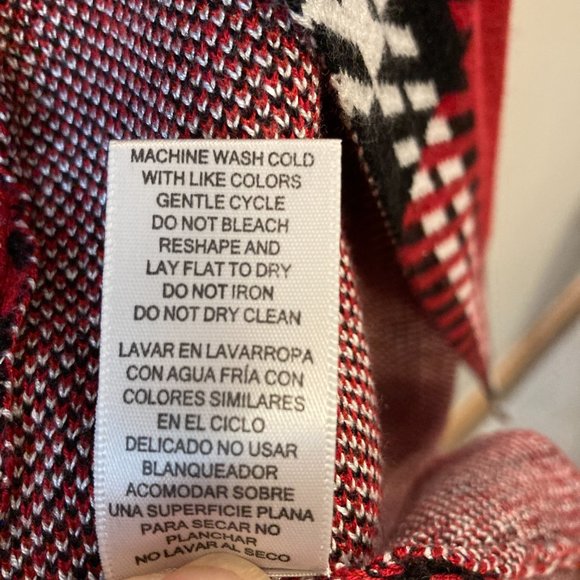 MACHINE WASH COLD
WITH LIKE COLORS
GENTLE CYCLE
DO NOT BLEACH
RESHAPE AND
LAY FLAT TO DRY
DO NOT IRON
DO NOT DRY CLEAN
LAVAR EN LAVARROPA
CON AGUA FRÍA CON
COLORES SIMILARES
EN EL CICLO
DELICADO NO USAR
BLANQUEADOR
ACOMODAR SOBRE
UNA SUPERFICIE PLANA
PARA SECAR NO
PLANCHAR
NO LAVAR AL SECO